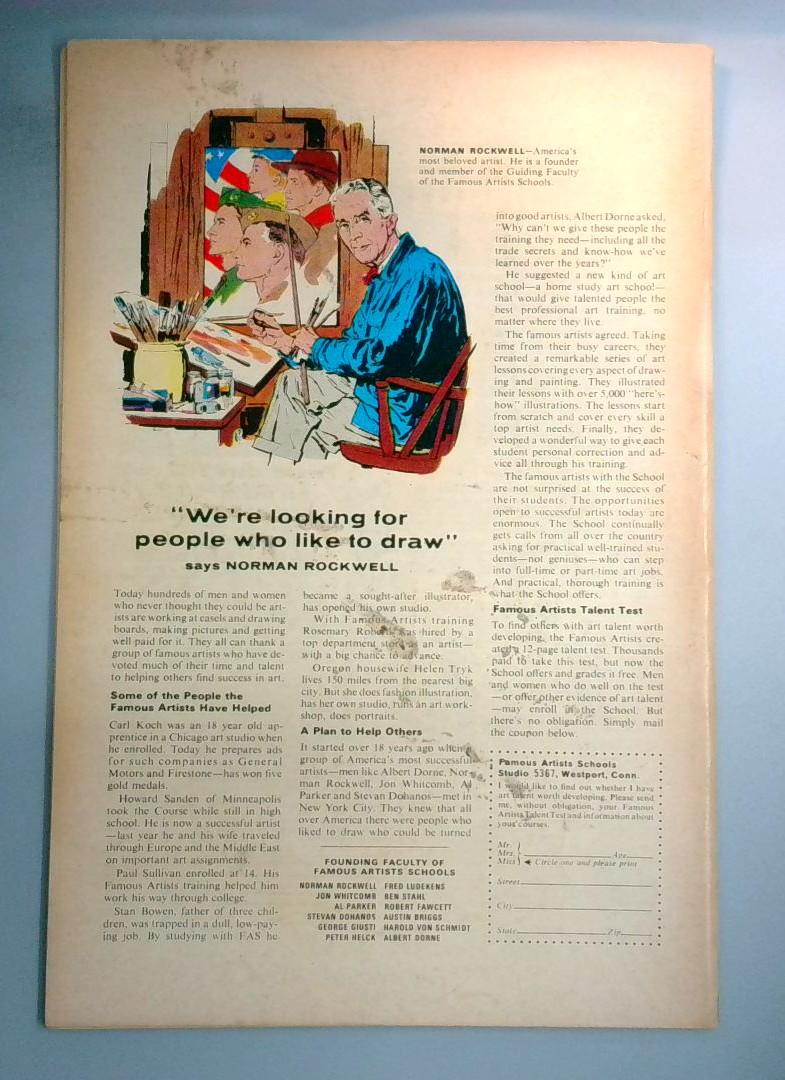 NORMAN ROCKWELL—America's
most beloved artist. He is a founder
and member of the Guiding Faculty
of the Famous Artists Schools.
"We're looking for
people who like to draw"
says NORMAN ROCKWELL
Today hundreds of men and women
who never thought they could be art-
ists are working at easels and drawing
boards, making pictures and getting
well paid for it. They all can thank a
group of famous artists who have de-
voted much of their time and talent
to helping others find success in art.
Some of the People the
Famous Artists Have Helped
Carl Koch was an 18 year old ap-
prentice in a Chicago art studio when
he enrolled. Today he prepares ads
for such companies as General
Motors and Firestone—has won five
gold medals.
Howard Sanden of Minneapolis
took the Course while still in high
school. He is now a successful artist
—last year he and his wife traveled
through Europe and the Middle East
on important art assignments.
Paul Sullivan enrolled at 14. His
Famous Artists training helped him
work his way through college.
Stan Bowen, father of three chil-
dren, was trapped in a dull, low-pay-
ing job. By studying with FAS he
became a sought-after illustrator,
has opened his own studio.
With Famous Artists training
Rosemary Roberts was hired by a
top department store as an artist—
with a big chance to advance.
Oregon housewife Helen Tryk
lives 150 miles from the nearest big
city. But she does fashion illustration,
has her own studio, runs an art work-
shop, does portraits.
A Plan to Help Others
It started over 18 years ago when a
group of America's most successful
artists—men like Albert Dorne, Nor-
man Rockwell, Jon Whitcomb, Al
Parker and Stevan Dohanos—met in
New York City. They knew that all
over America there were people who
liked to draw who could be turned
FOUNDING FACULTY OF
FAMOUS ARTISTS SCHOOLS
NORMAN ROCKWELL FRED LUDEKENS
JON WHITCOMB BEN STAHL
AL PARKER ROBERT FAWCETT
STEVAN DOHANOS AUSTIN BRIGGS
GEORGE GIUSTI HAROLD VON SCHMIDT
PETER HELCK ALBERT DORNE
into good artists, Albert Dorne asked,
"Why can't we give these people the
training they need—including all the
trade secrets and know-how we've
learned over the years?"
He suggested a new kind of art
school—a home study art school—
that would give talented people the
best professional art training, no
matter where they live.
The famous artists agreed. Taking
time from their busy careers, they
created a remarkable series of art
lessons covering every aspect of draw-
ing and painting. They illustrated
their lessons with over 5,000 "here's-
how" illustrations. The lessons start
from scratch and cover every skill a
top artist needs. Finally, they de-
veloped a wonderful way to give each
student personal correction and ad-
vice all through his training.
The famous artists with the School
are not surprised at the success of
their students. The opportunities
open to successful artists today are
enormous. The School continually
gets calls from all over the country
asking for practical well-trained stu-
dents—not geniuses—who can step
into full-time or part-time art jobs.
And practical, thorough training is
what the School offers.
Famous Artists Talent Test
To find others with art talent worth
developing, the Famous Artists cre-
ated a 12-page talent test. Thousands
paid to take this test, but now the
School offers and grades it free. Men
and women who do well on the test
—or offer other evidence of art talent
—may enroll in the School. But
there's no obligation. Simply mail
the coupon below.
Famous Artists Schools
Studio 5367, Westport, Conn.
I would like to find out whether I have
art talent worth developing. Please send
me, without obligation, your Famous
Artists Talent Test and information about
your courses.
Mr.
Mrs. Age
Miss Circle one and please print
Street
City
State Zip